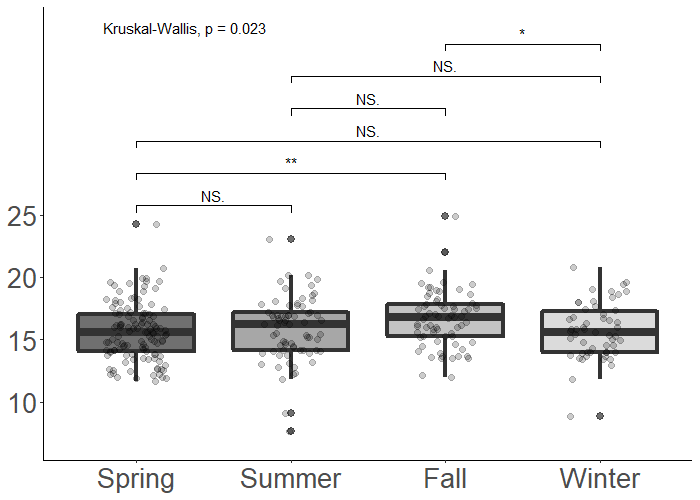 Kruskal-Wallis, p = 0.023
*
NS.
NS.
NS.
**
NS.
25
20
15
10
Spring Summer Fall Winter